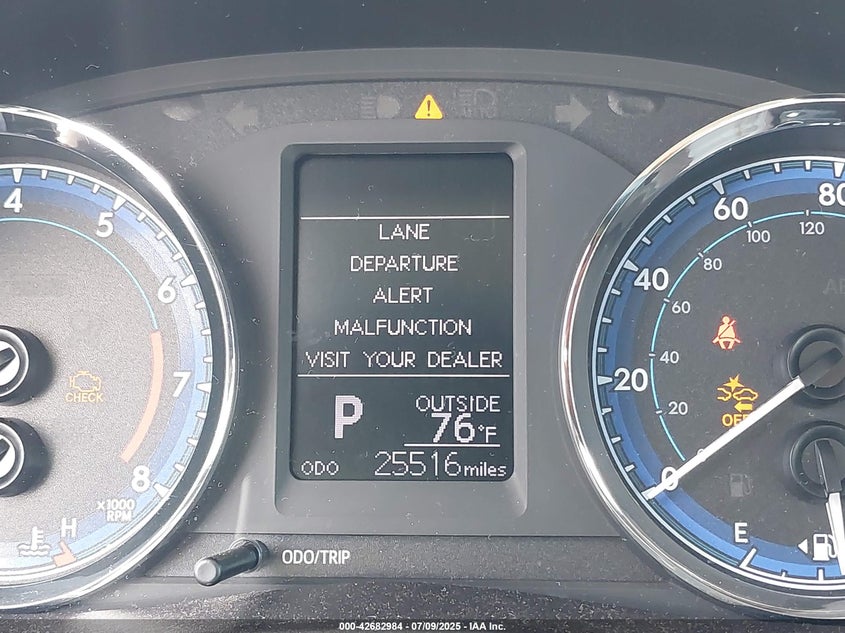 LANE
DEPARTURE
ALERT
MALFUNCTION
VISIT YOUR DEALER
P
OUTSIDE
76°F
ODO 25516 miles
4
5
6
7
8
x1000
RPM
CHECK
H
ODO/TRIP
0
20
40
60
80
20
40
60
80
100
120
OFF
E
000-42682984 / 07/09/2025 - IAA Inc.